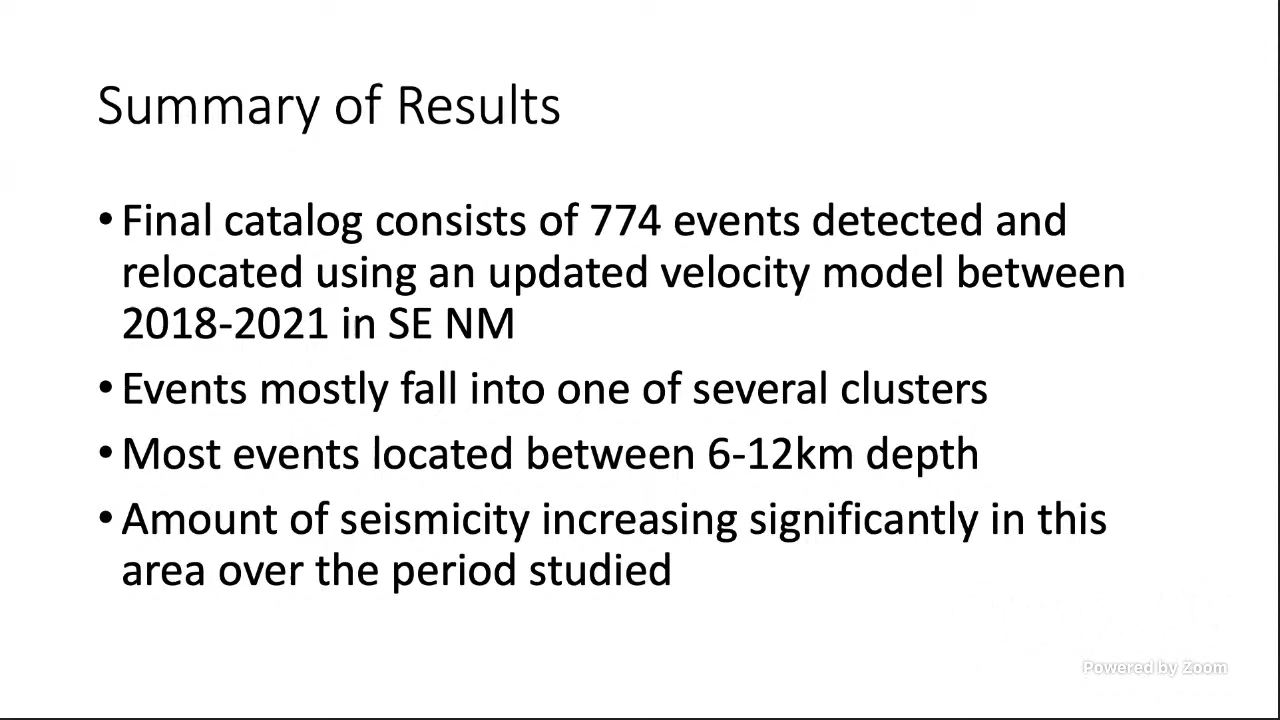 Summary of Results
• Final catalog consists of 774 events detected and
relocated using an updated velocity model between
2018-2021 in SE NM
• Events mostly fall into one of several clusters
• Most events located between 6-12km depth
• Amount of seismicity increasing significantly in this
area over the period studied
Powered by Zoom